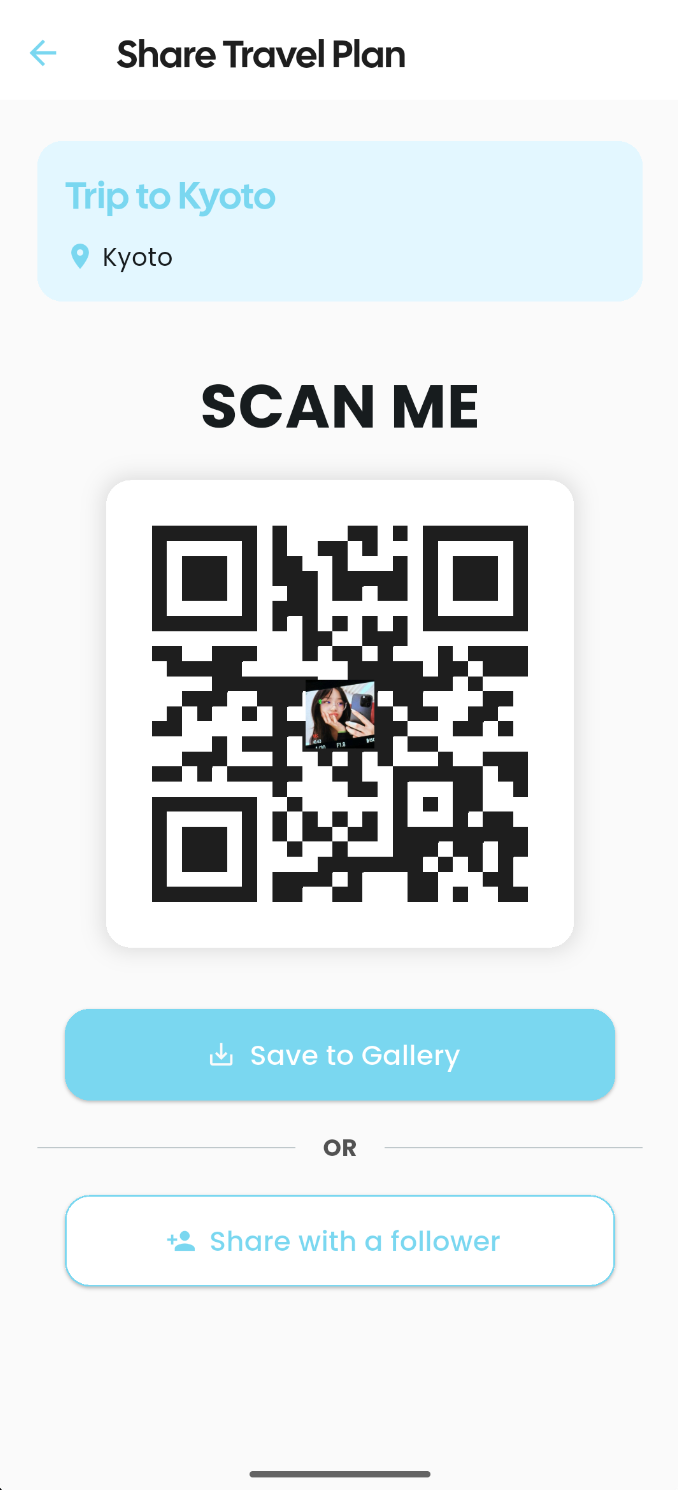 Share Travel Plan
Trip to Kyoto
Kyoto
SCAN ME
Save to Gallery
OR
Share with a follower